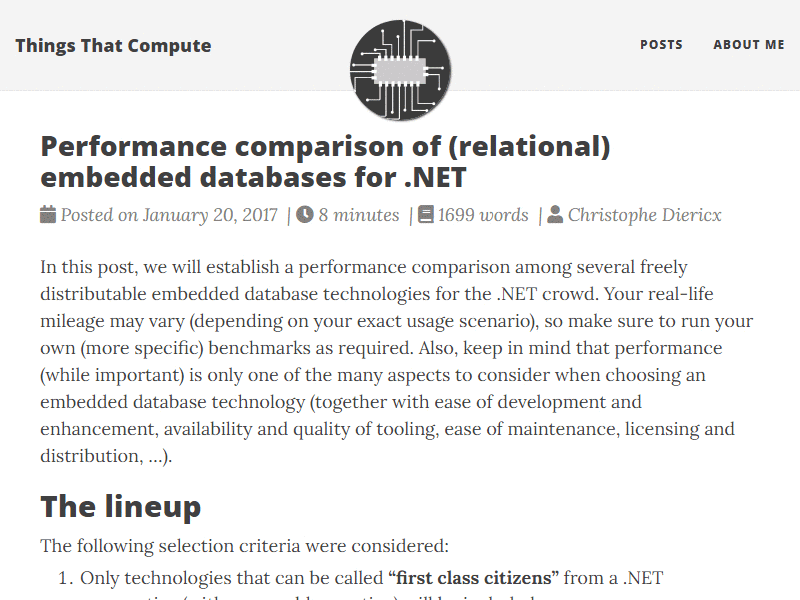 Things That Compute
POSTS
ABOUT ME
Performance comparison of (relational)
embedded databases for .NET
Posted on January 20, 2017 | 8 minutes | 1699 words | Christophe Diericx
In this post, we will establish a performance comparison among several freely
distributable embedded database technologies for the .NET crowd. Your real-life
mileage may vary (depending on your exact usage scenario), so make sure to run your
own (more specific) benchmarks as required. Also, keep in mind that performance
(while important) is only one of the many aspects to consider when choosing an
embedded database technology (together with ease of development and
enhancement, availability and quality of tooling, ease of maintenance, licensing and
distribution, …).
The lineup
The following selection criteria were considered:
1. Only technologies that can be called “first class citizens” from a .NET